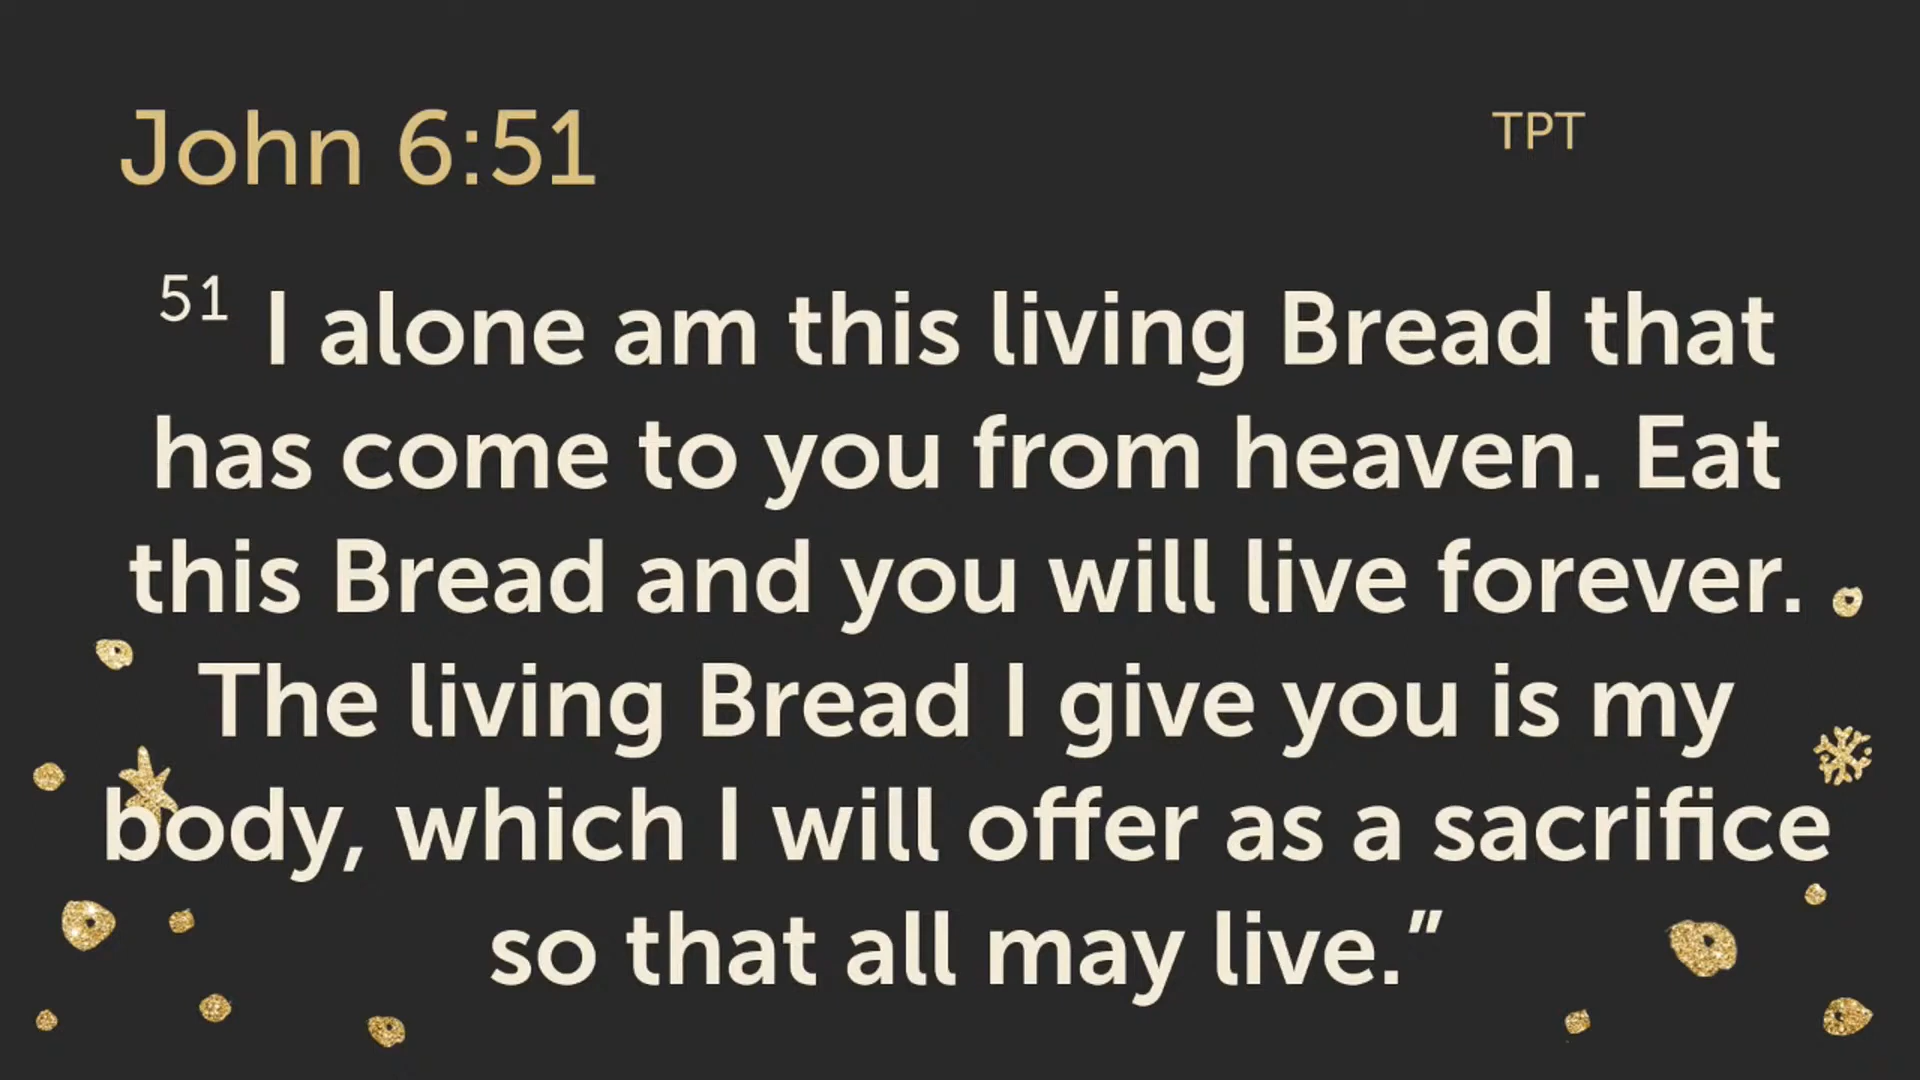 John 6:51
TPT
51 I alone am this living Bread that
has come to you from heaven. Eat
this Bread and you will live forever.
The living Bread I give you is my
body, which I will offer as a sacrifice
so that all may live.”